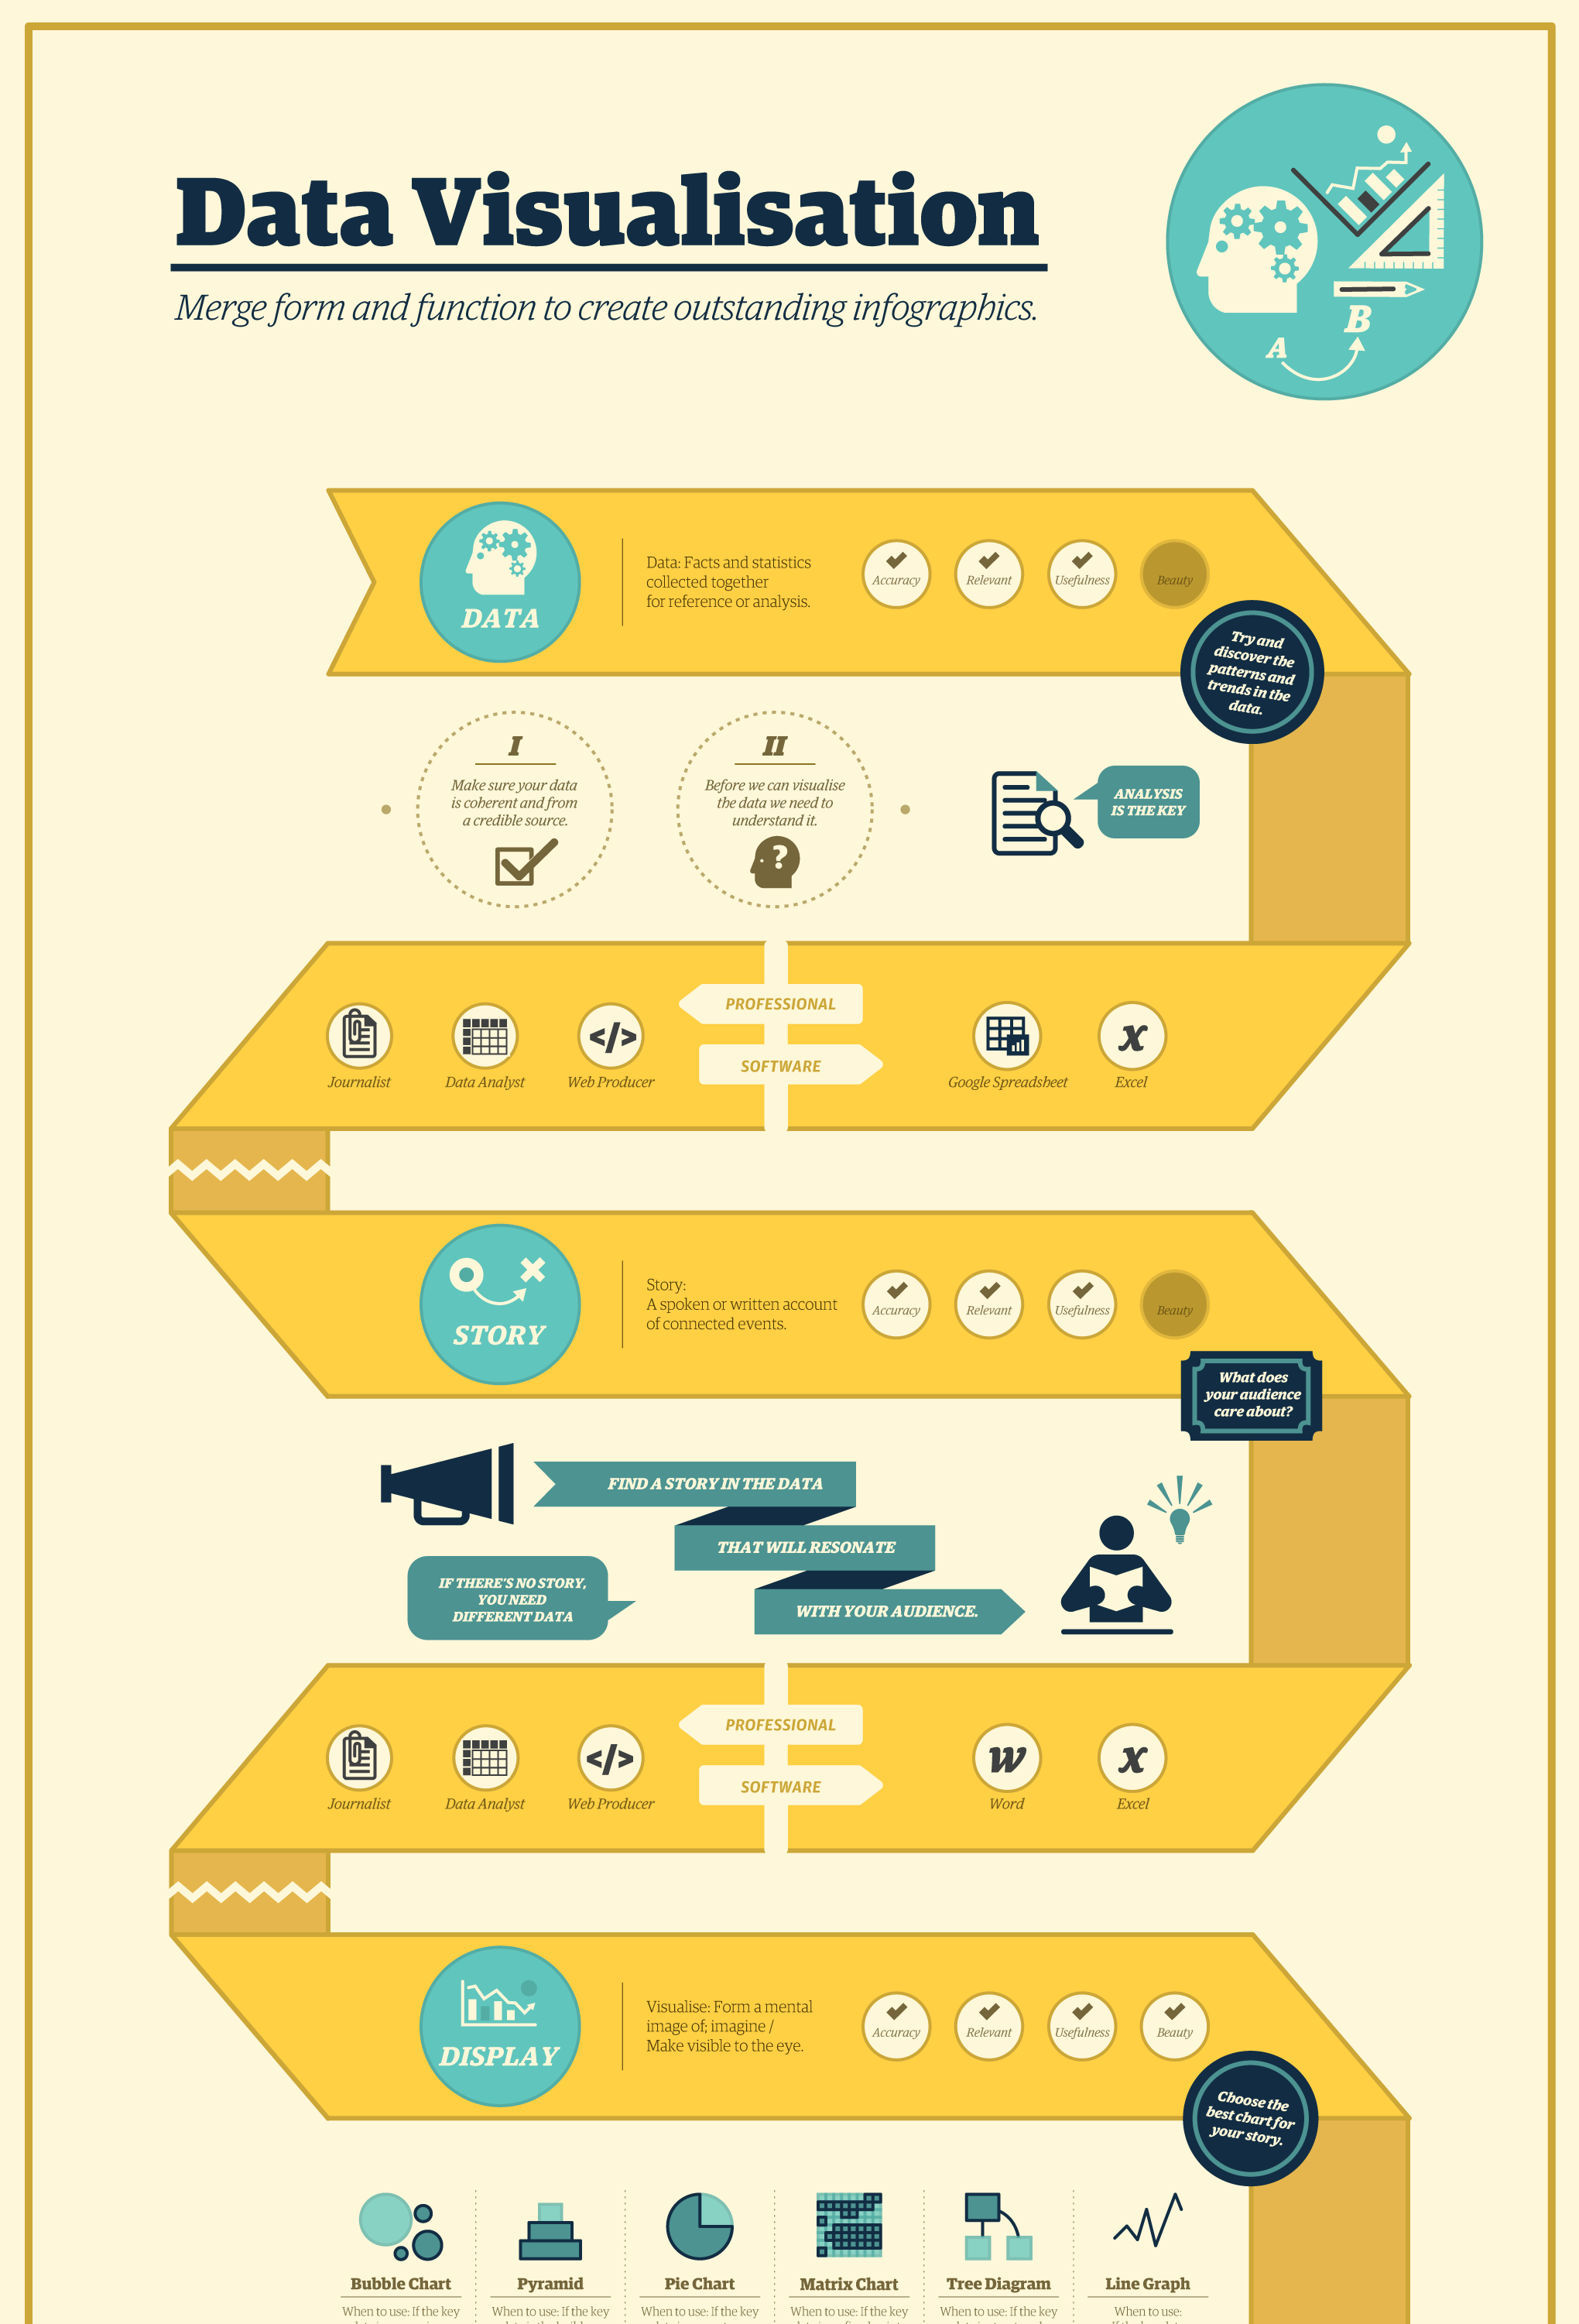 Data Visualisation
Merge form and function to create outstanding infographics.
A
B
DATA
Data: Facts and statistics
collected together
for reference or analysis.
Accuracy
Relevant
Usefulness
Beauty
Try and
discover the
patterns and
trends in the
data.
I
Make sure your data
is coherent and from
a credible source.
II
Before we can visualise
the data we need to
understand it.
?
ANALYSIS
IS THE KEY
PROFESSIONAL
SOFTWARE
</>
x
Journalist
Data Analyst
Web Producer
Google Spreadsheet
Excel
STORY
Story:
A spoken or written account
of connected events.
Accuracy
Relevant
Usefulness
Beauty
What does
your audience
care about?
FIND A STORY IN THE DATA
THAT WILL RESONATE
WITH YOUR AUDIENCE.
IF THERE'S NO STORY,
YOU NEED
DIFFERENT DATA
PROFESSIONAL
SOFTWARE
</>
w
x
Journalist
Data Analyst
Web Producer
Word
Excel
DISPLAY
Visualise: Form a mental
image of; imagine /
Make visible to the eye.
Accuracy
Relevant
Usefulness
Beauty
Choose the
best chart for
your story.
Bubble Chart
Pyramid
Pie Chart
Matrix Chart
Tree Diagram
Line Graph
When to use: If the key
When to use: If the key
When to use: If the key
When to use: If the key
When to use: If the key
When to use: